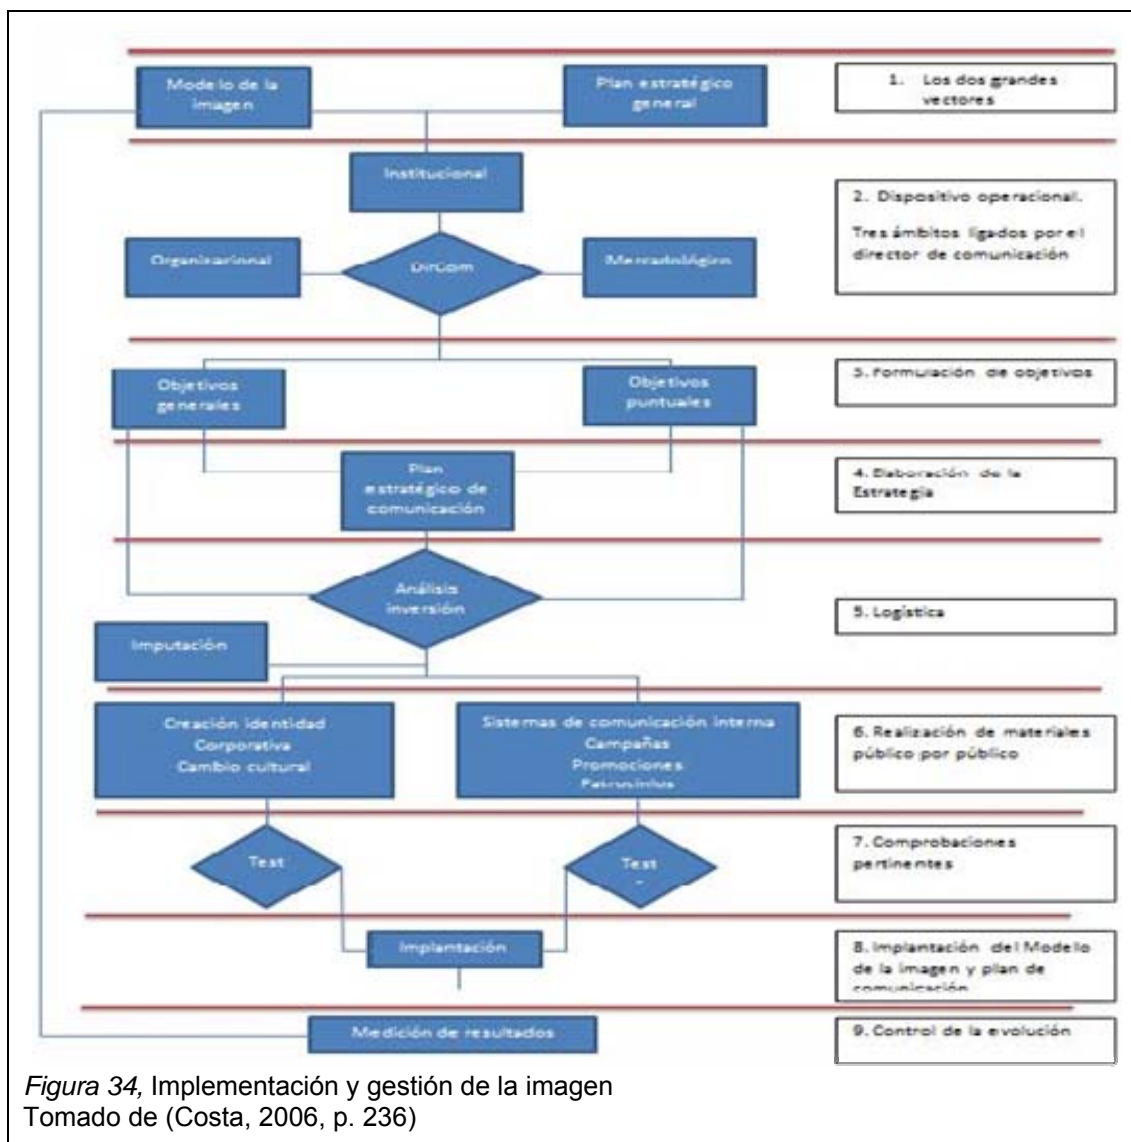 Modelo de la
imagen
Plan estratégico
general
1. Los dos grandes
vectores
Institucional
Organizacional
DirCom
Mercadológico
2. Dispositivo operacional.
Tres ámbitos ligados por el
director de comunicación
Objetivos
generales
Objetivos
puntuales
3. Formulación de objetivos
Plan
estratégico de
comunicación
4. Elaboración de la
Estrategia
Análisis
inversión
5. Logística
Imputación
Creación identidad
Corporativa
Cambio cultural
Sistemas de comunicación interna
Campañas
Promociones
Patrocinios
6. Realización de materiales
público por público
Test
Test
7. Comprobaciones
pertinentes
Implantación
8. Implantación del Modelo
de la imagen y plan de
comunicación
Medición de resultados
9. Control de la evolución
Figura 34, Implementación y gestión de la imagen
Tomado de (Costa, 2006, p. 236)